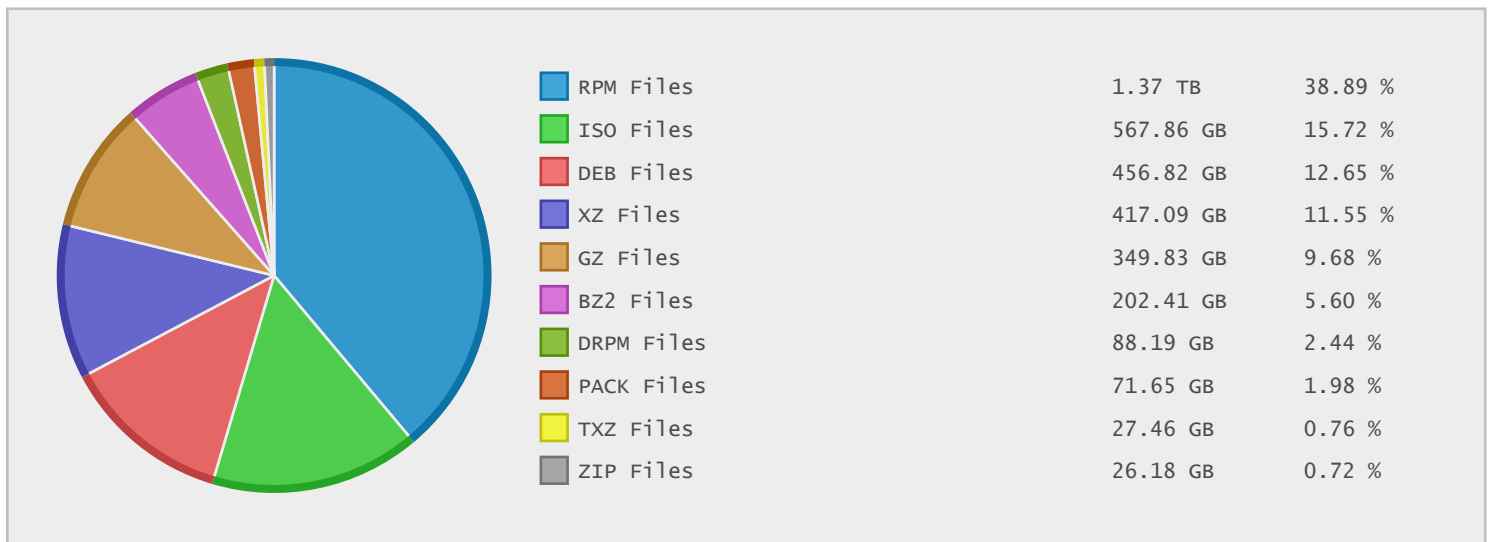 RPM Files 1.37 TB 38.89 %
ISO Files 567.86 GB 15.72 %
DEB Files 456.82 GB 12.65 %
XZ Files 417.09 GB 11.55 %
GZ Files 349.83 GB 9.68 %
BZ2 Files 202.41 GB 5.60 %
DRPM Files 88.19 GB 2.44 %
PACK Files 71.65 GB 1.98 %
TXZ Files 27.46 GB 0.76 %
ZIP Files 26.18 GB 0.72 %